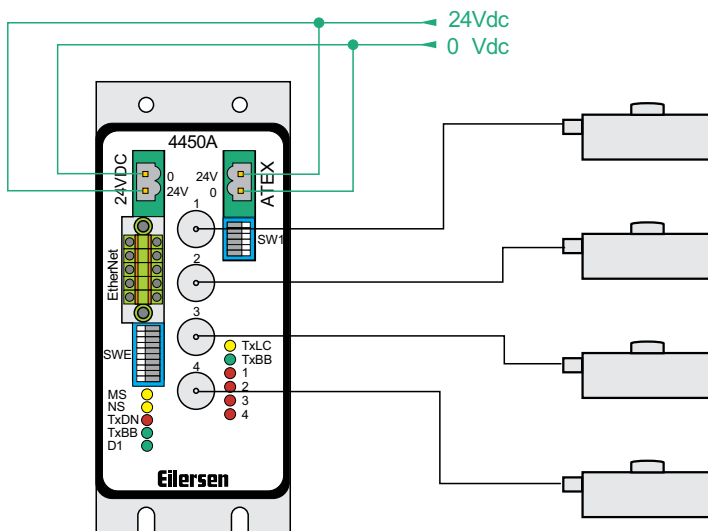 24Vdc
0 Vdc
4450A
24VDC
0
24V
24V
0
ATEX
1
SW1
EtherNet
2
3
SWE
TxLC
TxBB
1
2
3
4
4
MS
NS
TxDN
TxBB
D1
Eilersen